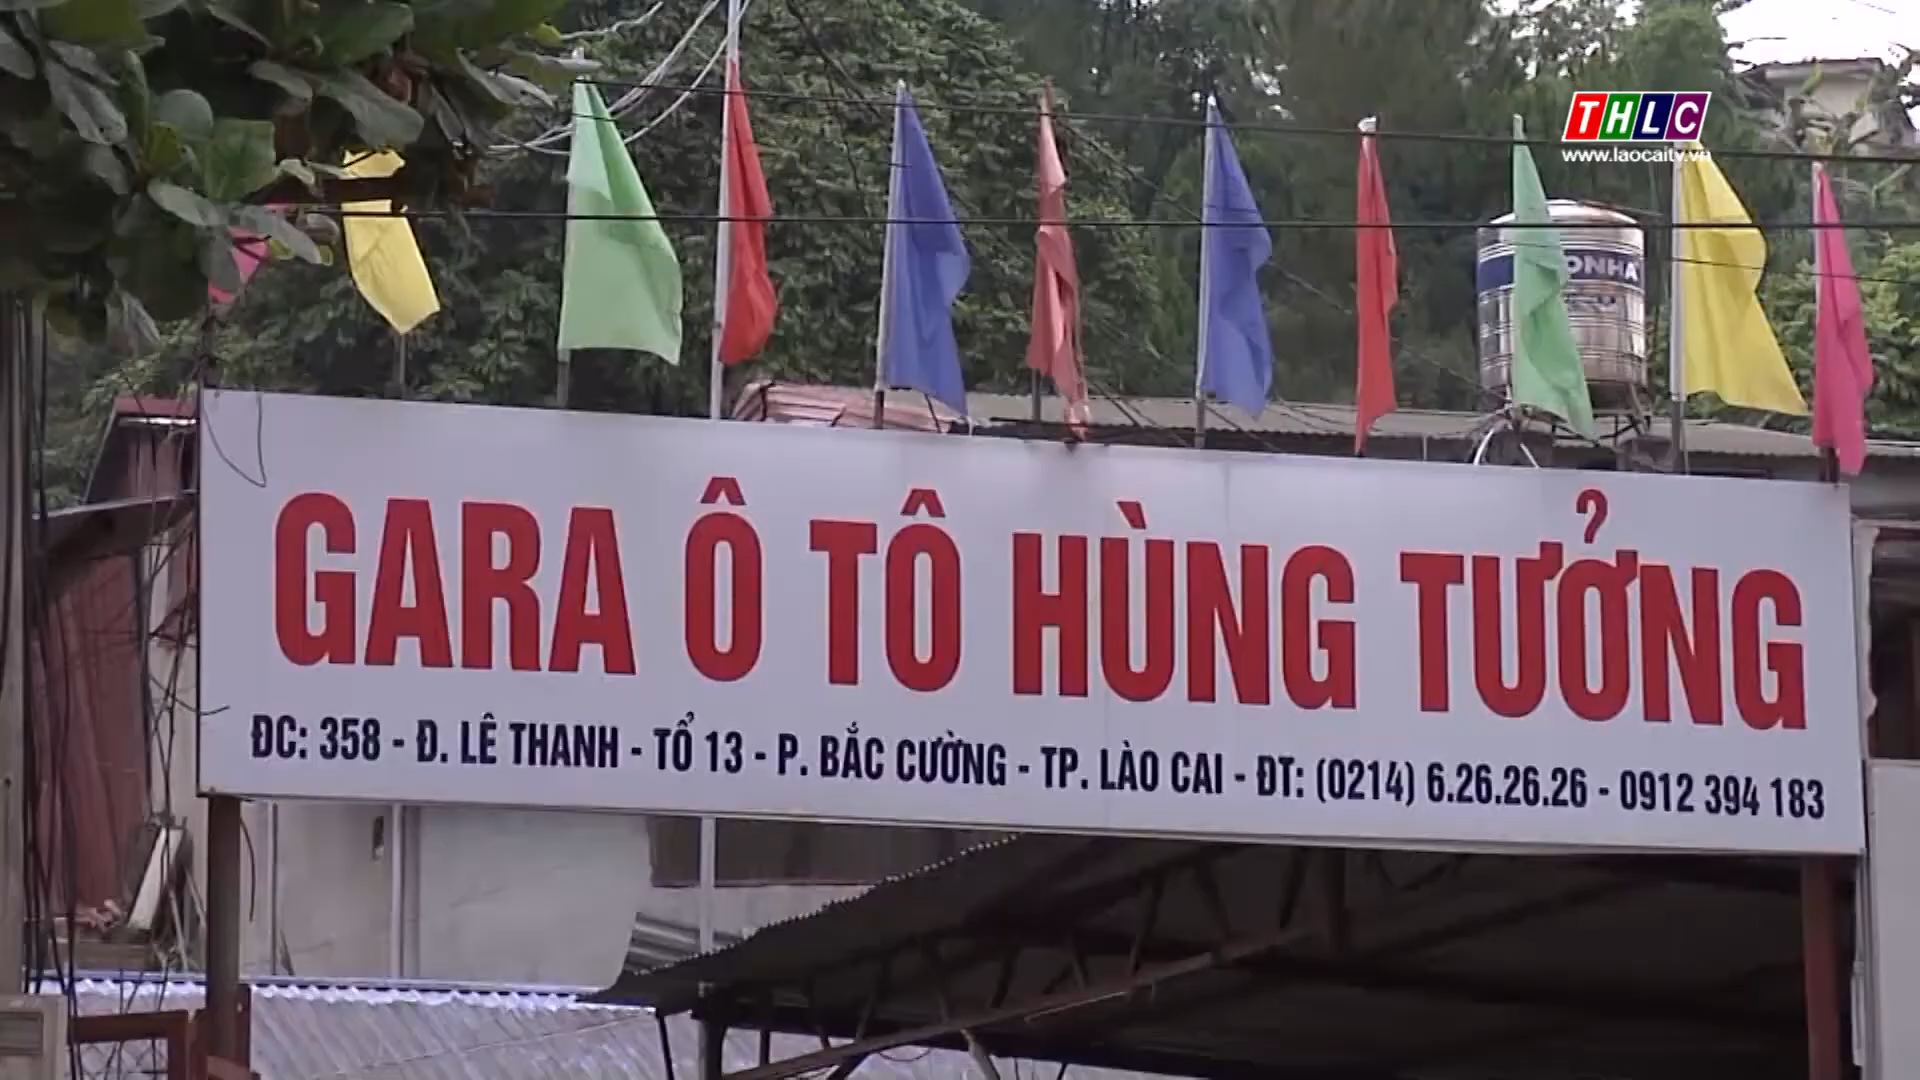 THLC
www.laocaitv.vn
ONHA
GARA Ô TÔ HÙNG TƯỞNG
ĐC: 358 - Đ. LÊ THANH - TỔ 13 - P. BẮC CƯỜNG - TP. LÀO CAI - ĐT: (0214) 6.26.26.26 - 0912 394 183